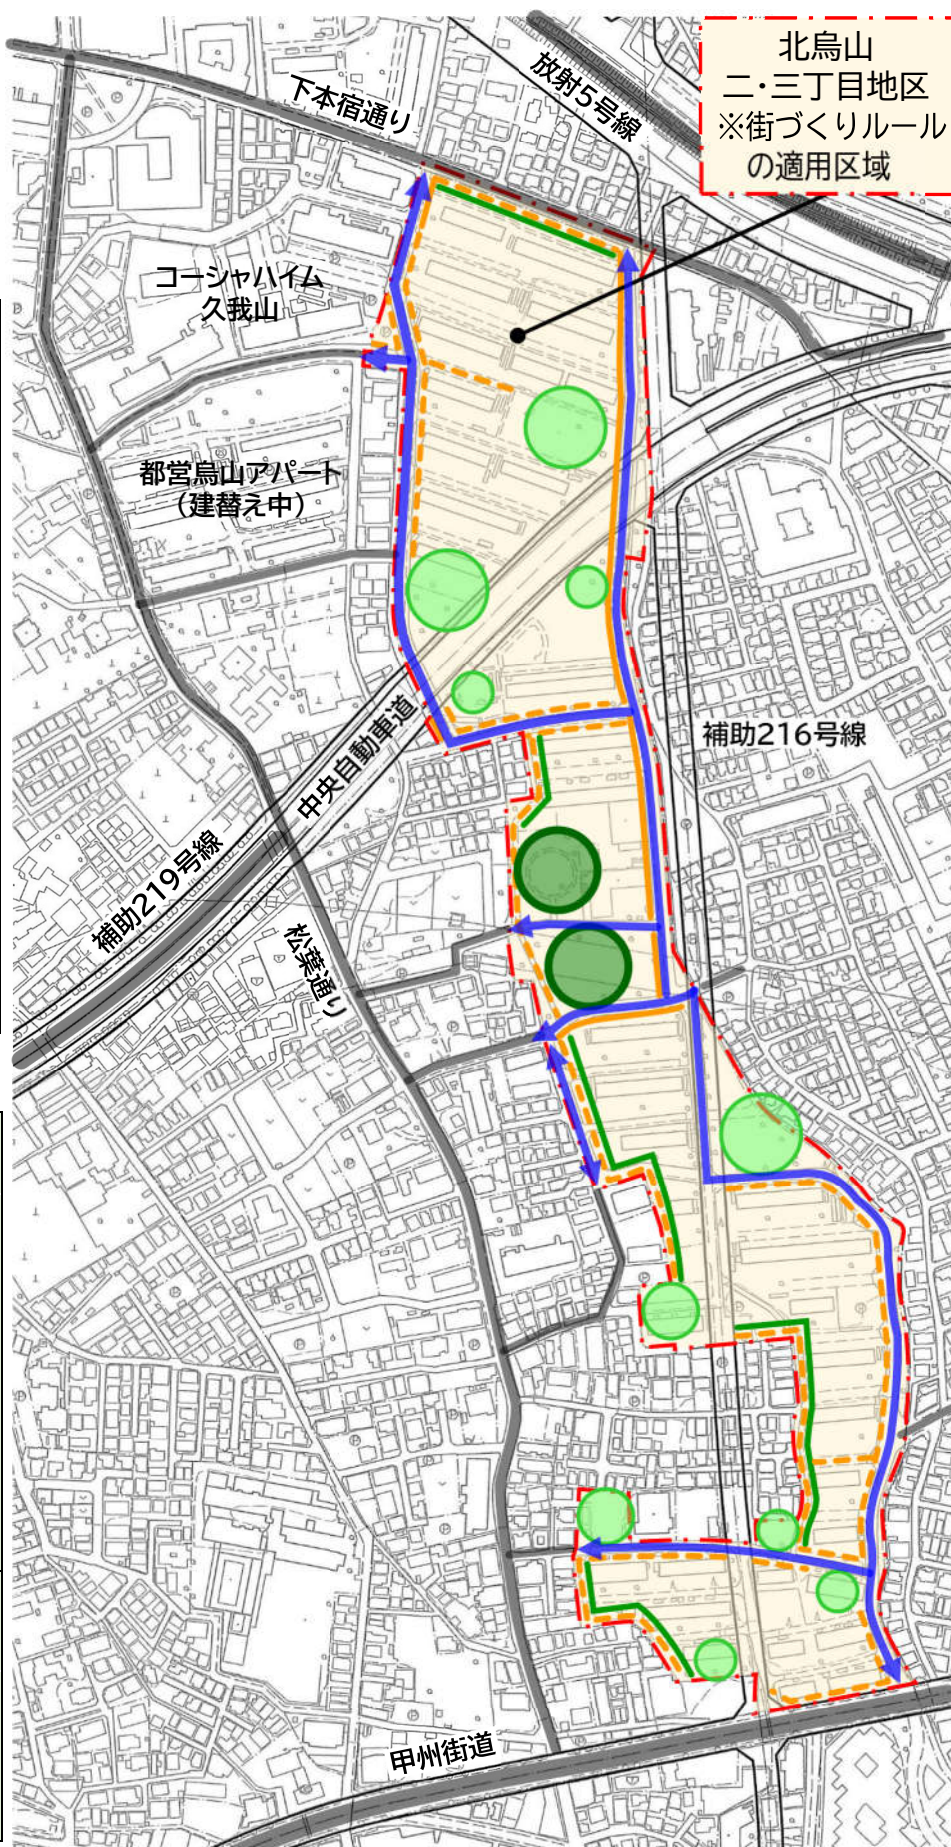 北烏山
二・三丁目地区
※街づくりルール
の適用区域
放射5号線
下本宿通り
コーシャハイム
久我山
都営烏山アパート
（建替え中）
補助216号線
中央自動車道
補助219号線
松葉通り
甲州街道